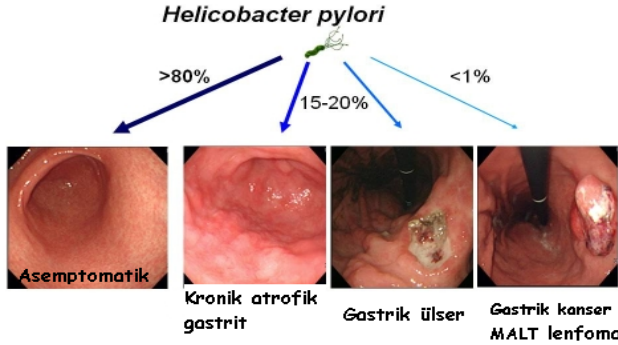 Helicobacter pylori
>80%
15-20%
<1%
Asemptomatik
Kronik atrofik
gastrit
Gastrik ülser
Gastrik kanser
MALT lenfoma